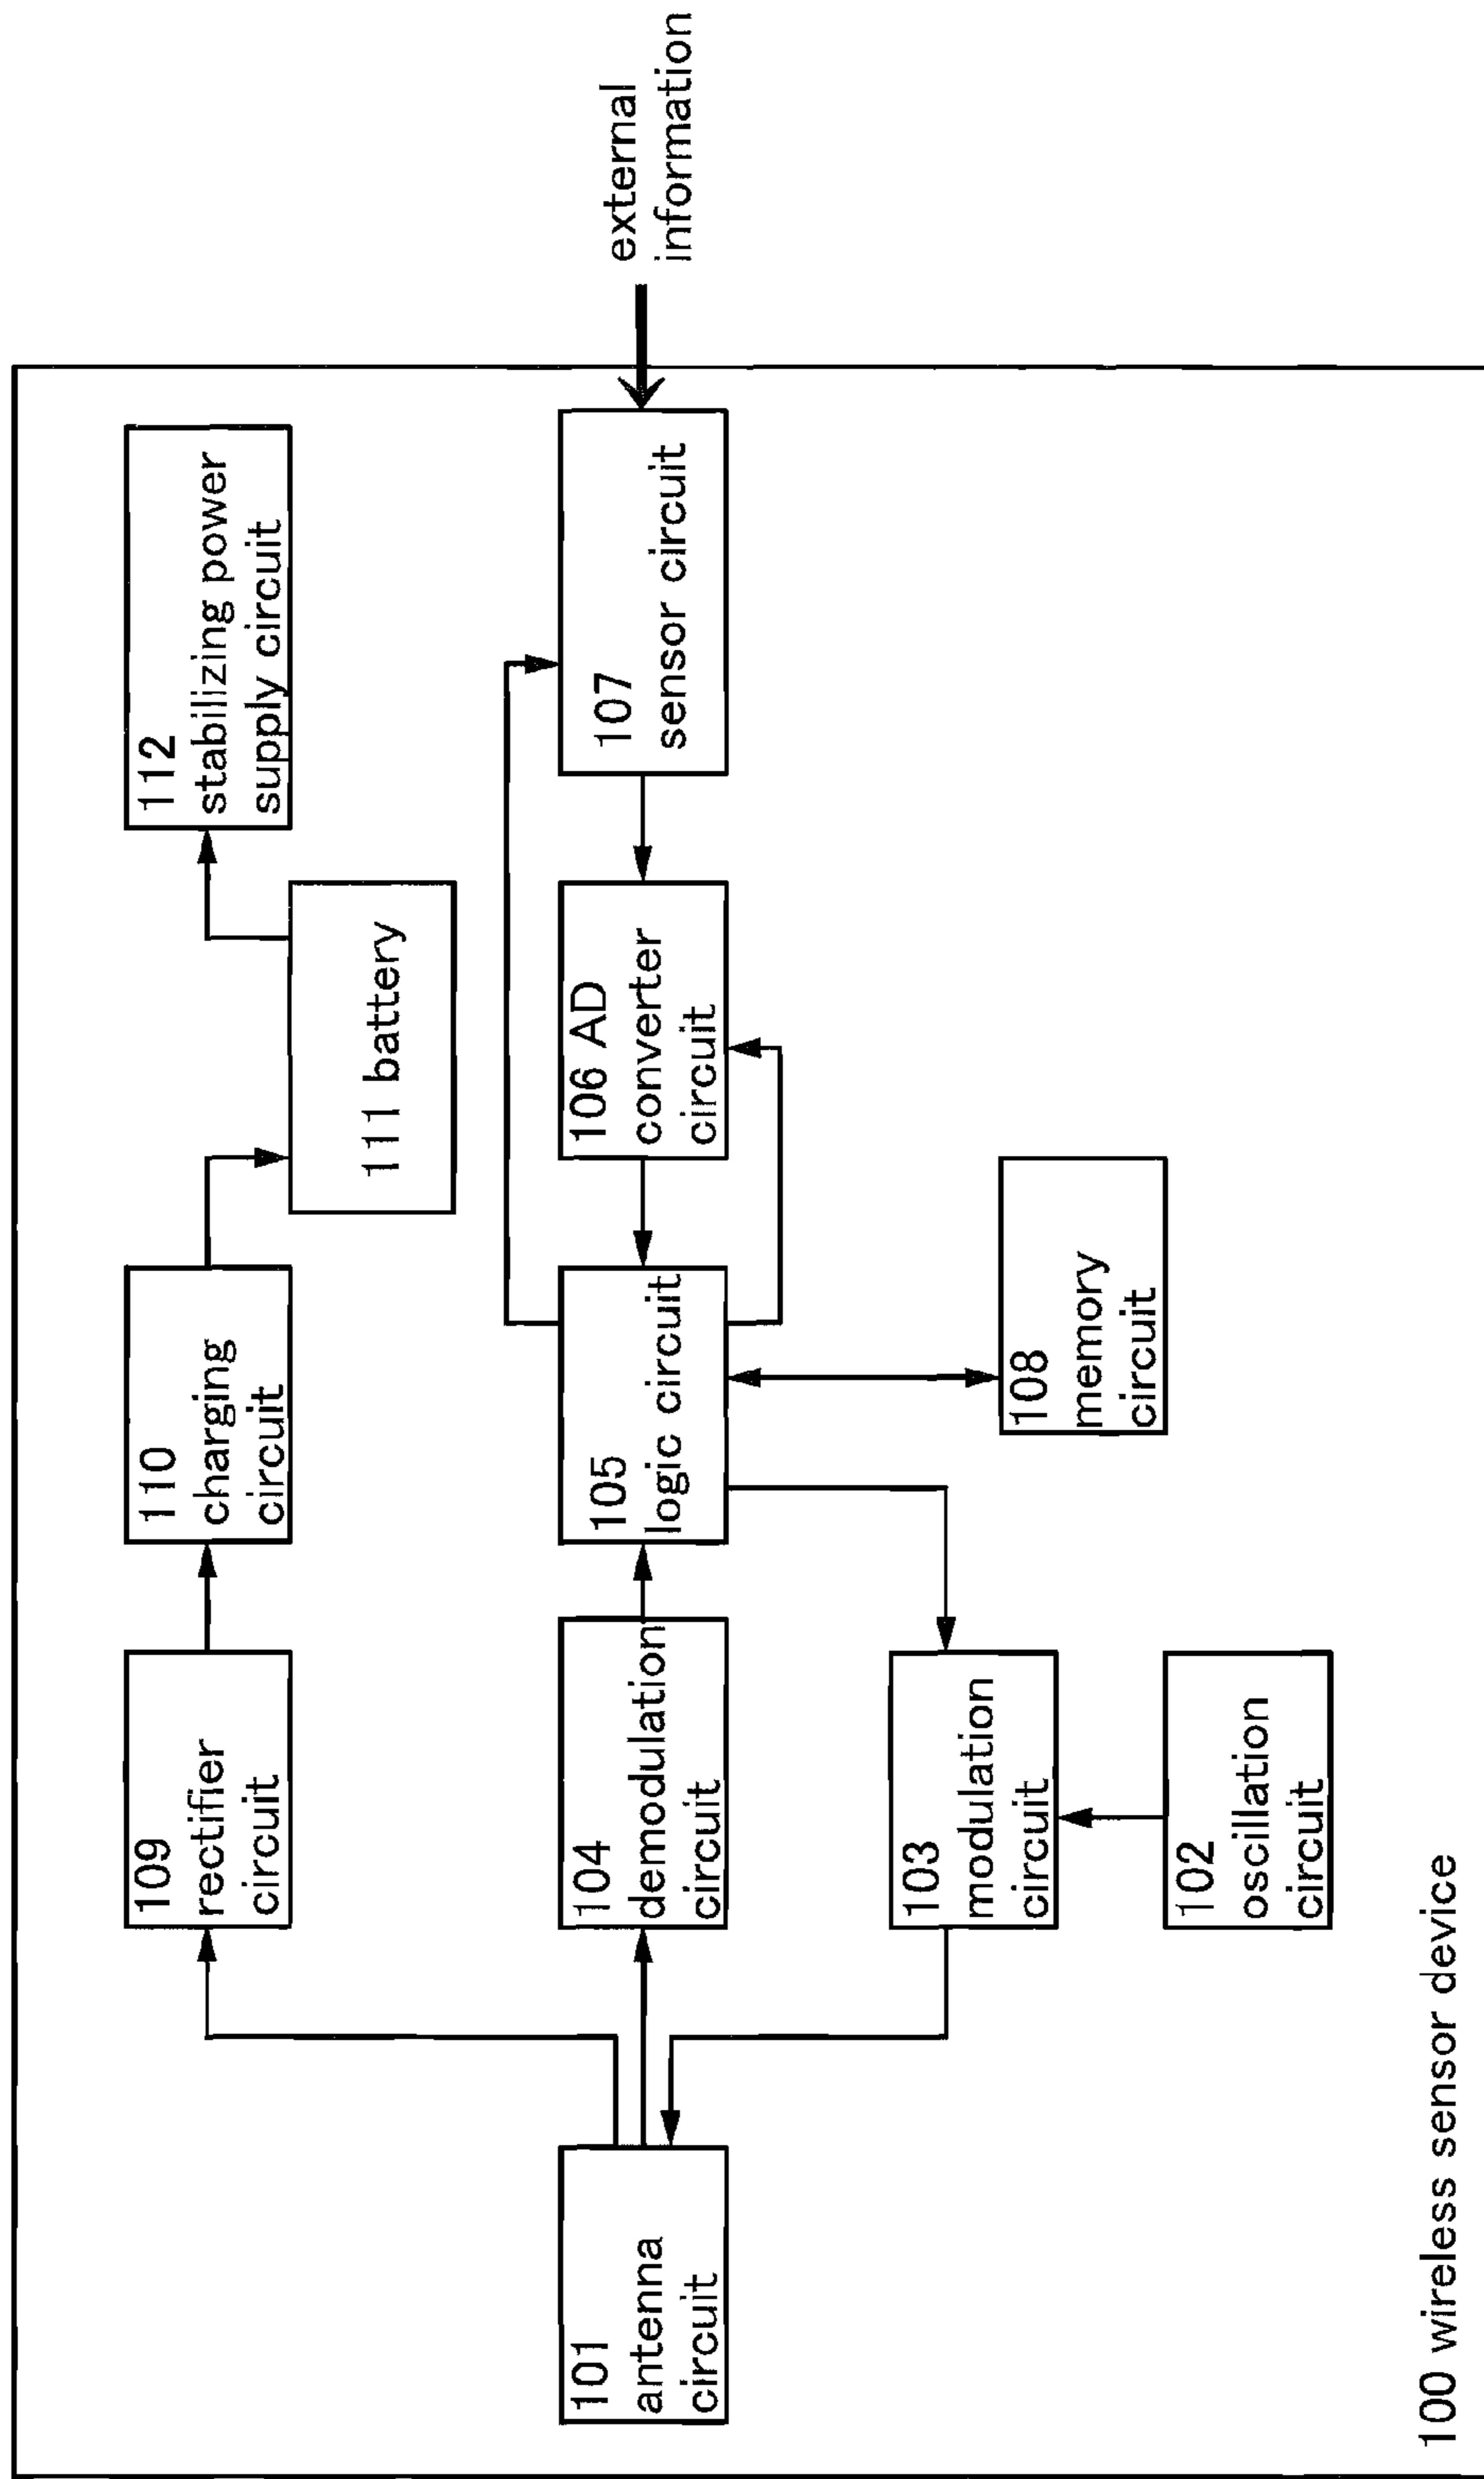 109
rectifier
circuit
110
charging
circuit
111 battery
112
stabilizing power
supply circuit
101
antenna
circuit
104
demodulation
circuit
105
logic circuit
106 AD
converter
circuit
107
sensor circuit
external
information
103
modulation
circuit
108
memory
circuit
102
oscillation
circuit
100 wireless sensor device